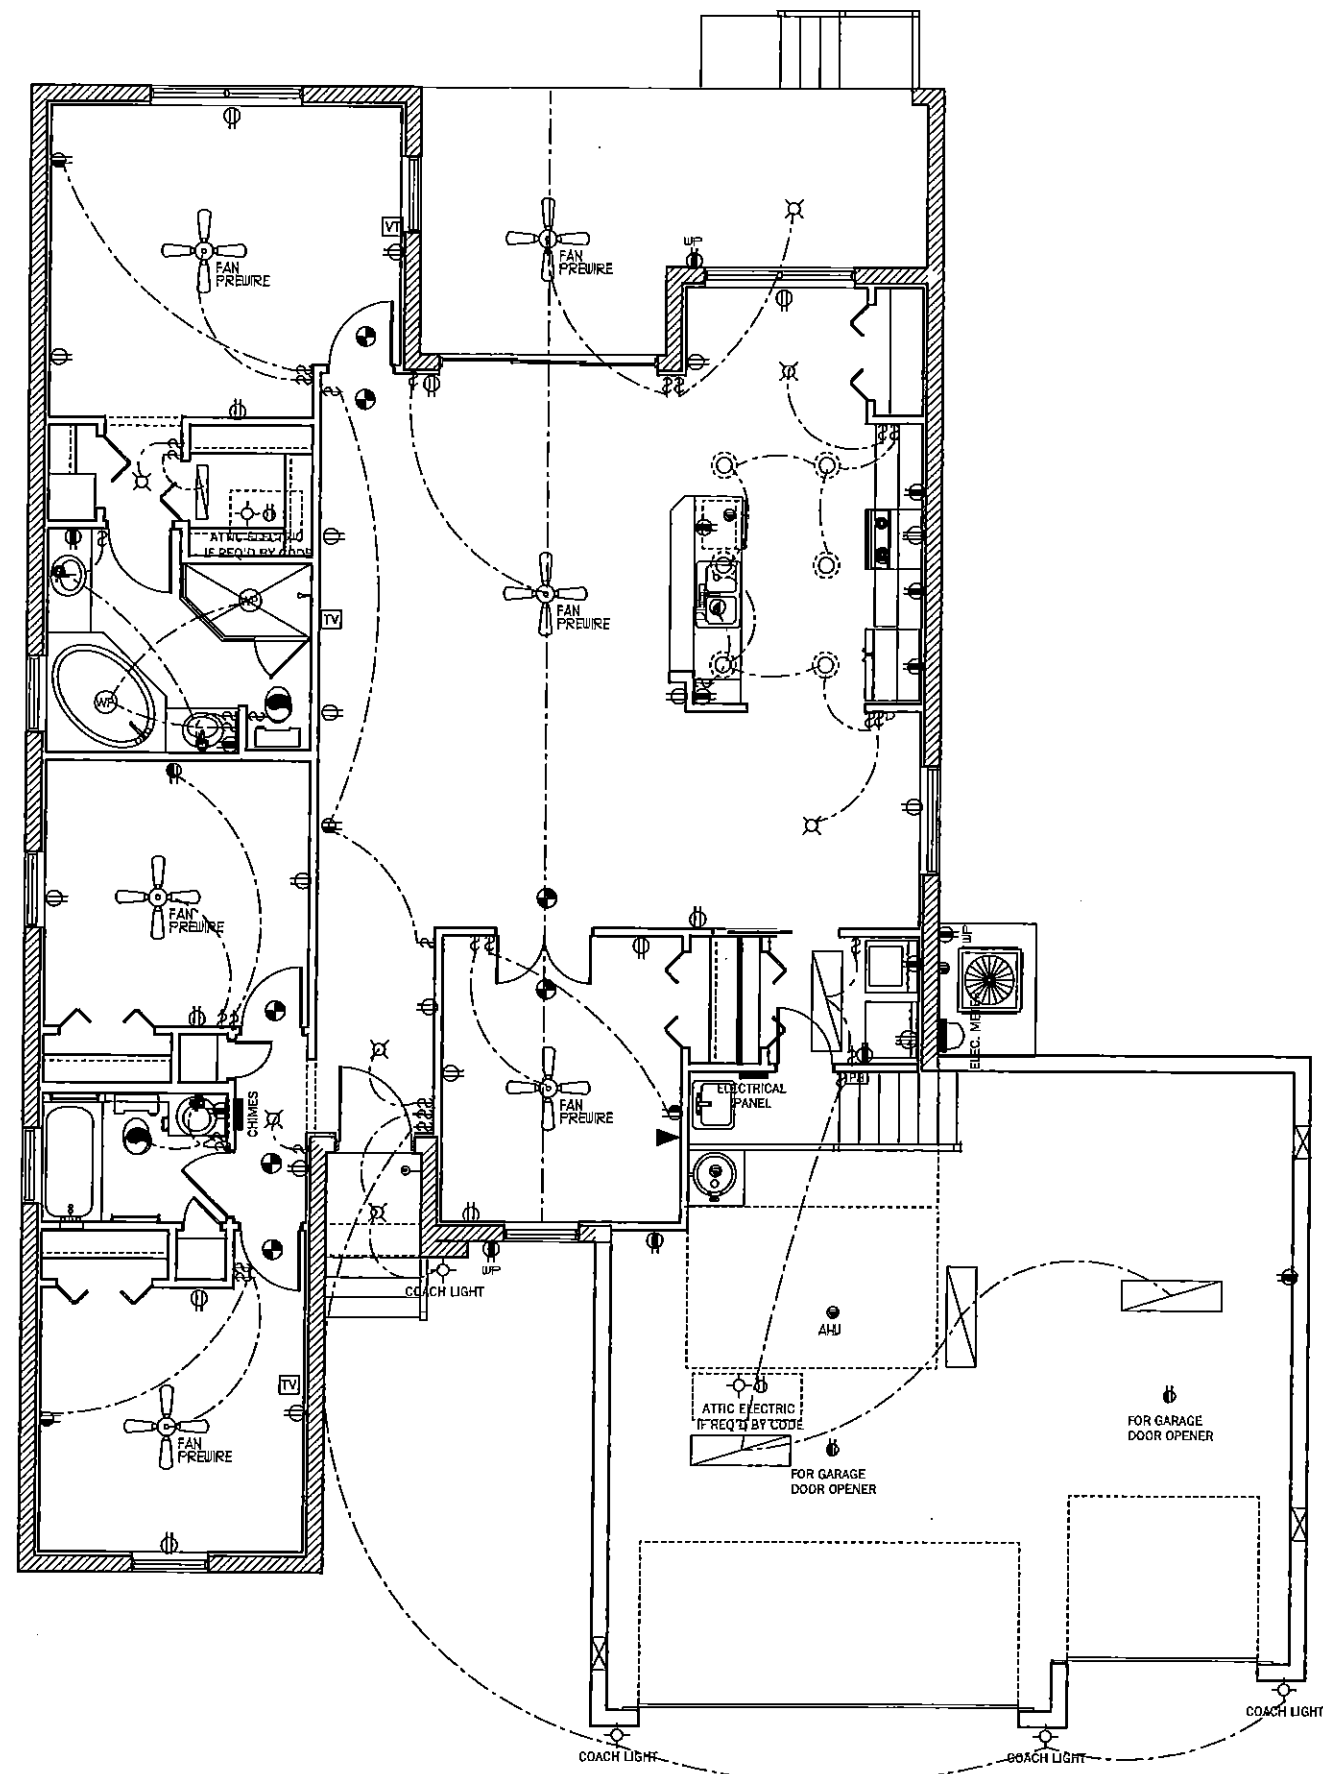 VT
FAN
PREWIRE
FAN
PREWIRE
WP
ATTIC ELECTRIC
IF REQ'D BY CODE
WP
FAN
PREWIRE
TV
WP
FAN
PREWIRE
WP
ELEC. METER
CHIMES
FAN
PREWIRE
ELECTRICAL
PANEL
WP
COACH LIGHT
AHU
TV
ATTIC ELECTRIC
IF REQ'D BY CODE
FOR GARAGE
DOOR OPENER
FAN
PREWIRE
FOR GARAGE
DOOR OPENER
COACH LIGHT
COACH LIGHT
COACH LIGHT